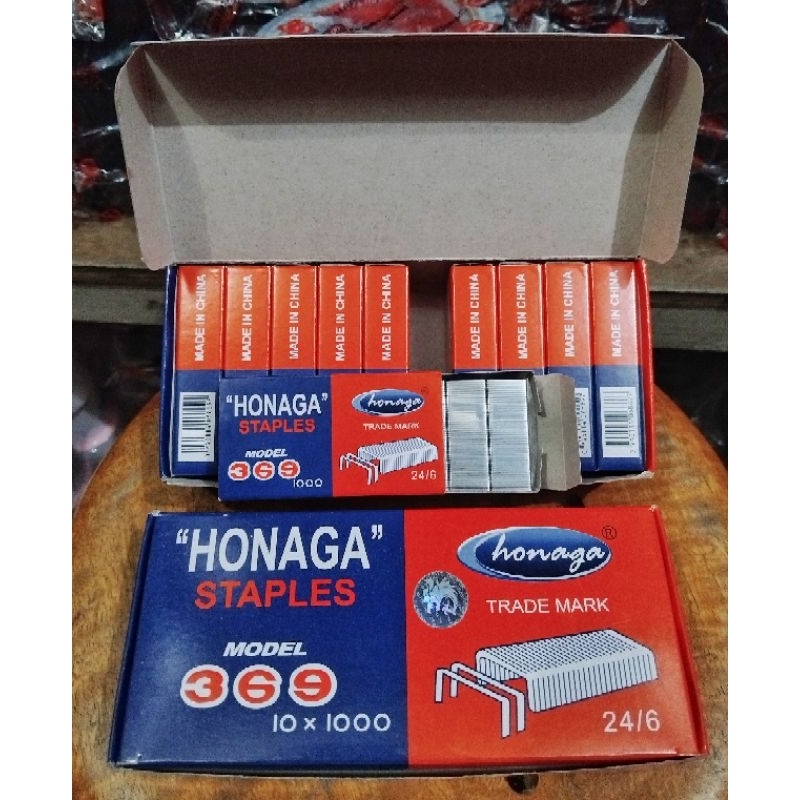 MADE IN CHINA
MADE IN CHINA
MADE IN CHINA
MADE IN CHINA
MADE IN CHINA
MADE IN CHINA
MADE IN CHINA
MADE IN CHINA
MADE IN CHINA
"HONAGA"
STAPLES
MODEL
369
1000
honaga®
TRADE MARK
24/6
"HONAGA"
STAPLES
MODEL
369
10 × 1000
honaga®
TRADE MARK
24/6